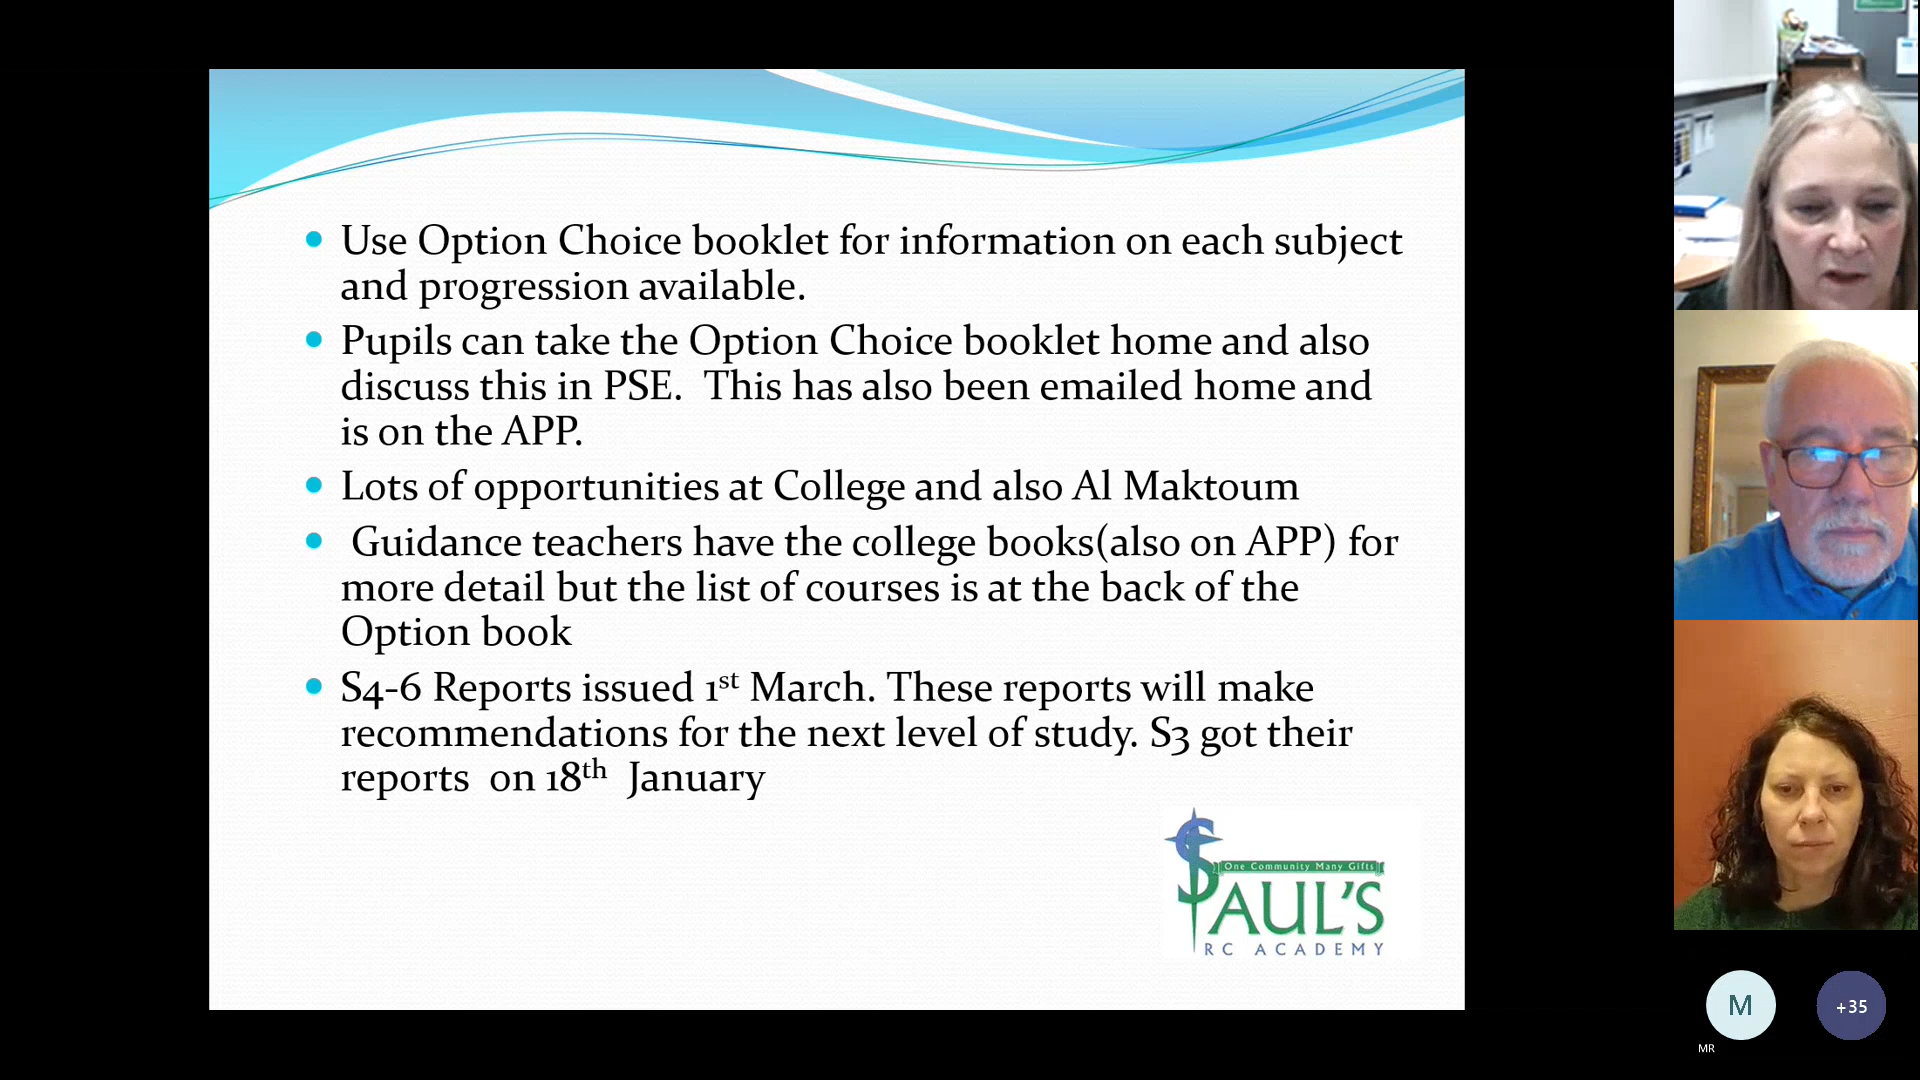 • Use Option Choice booklet for information on each subject
and progression available.
• Pupils can take the Option Choice booklet home and also
discuss this in PSE.  This has also been emailed home and
is on the APP.
• Lots of opportunities at College and also Al Maktoum
•  Guidance teachers have the college books(also on APP) for
more detail but the list of courses is at the back of the
Option book
• S4-6 Reports issued 1st March. These reports will make
recommendations for the next level of study. S3 got their
reports  on 18th  January
One Community Many Gifts
St PAUL'S
RC ACADEMY
M
+35
MR